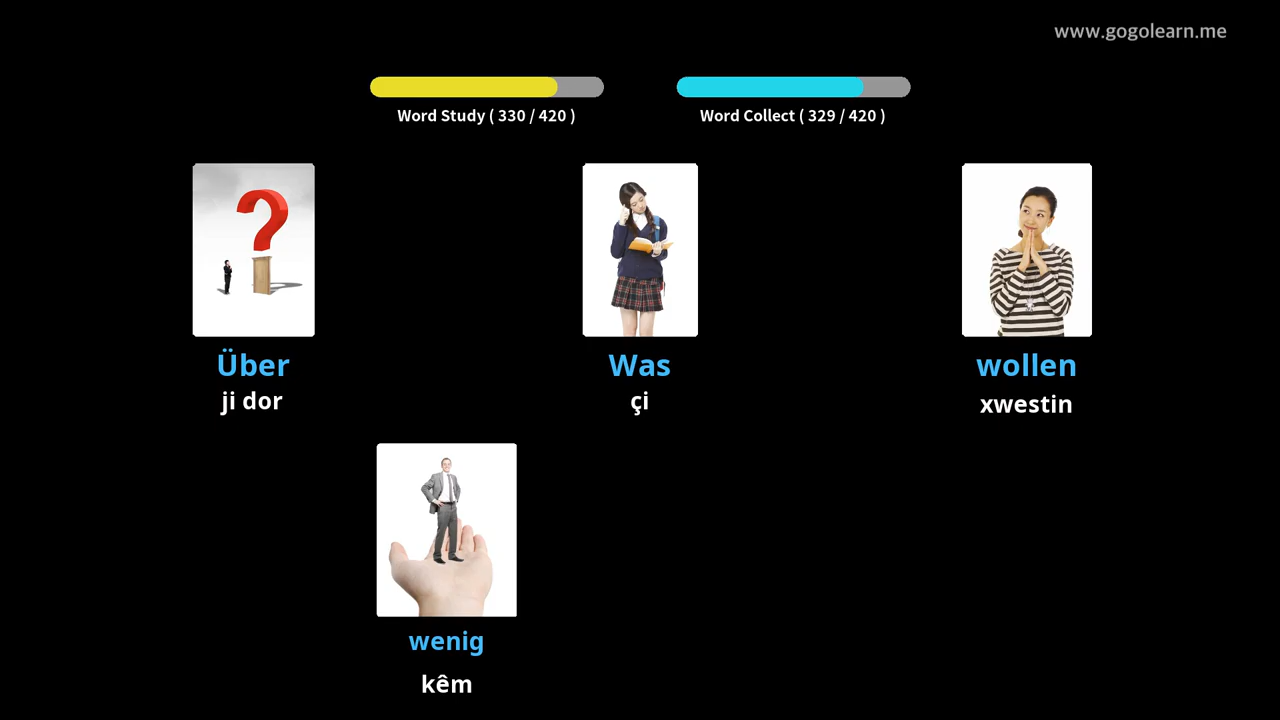 www.gogolearn.me
Word Study ( 330 / 420 )
Word Collect ( 329 / 420 )
Über
ji dor
Was
çi
wollen
xwestin
wenig
kêm